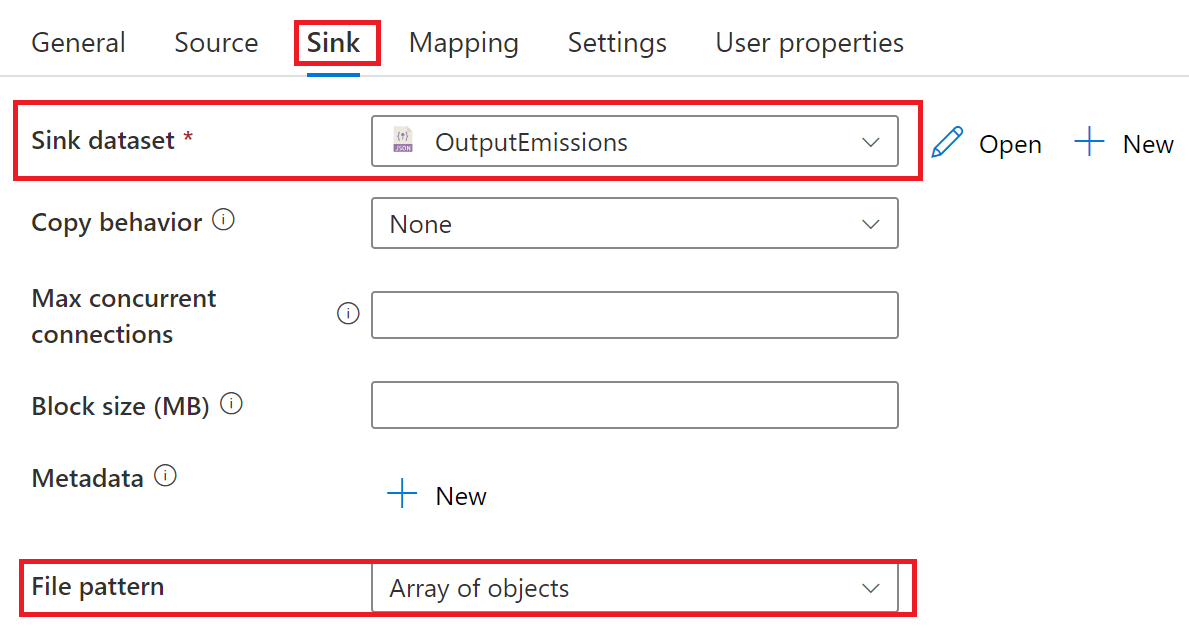 General Source Sink Mapping Settings User properties
Sink dataset * JSON OutputEmissions Open New
Copy behavior None
Max concurrent
connections
Block size (MB)
Metadata
New
File pattern Array of objects